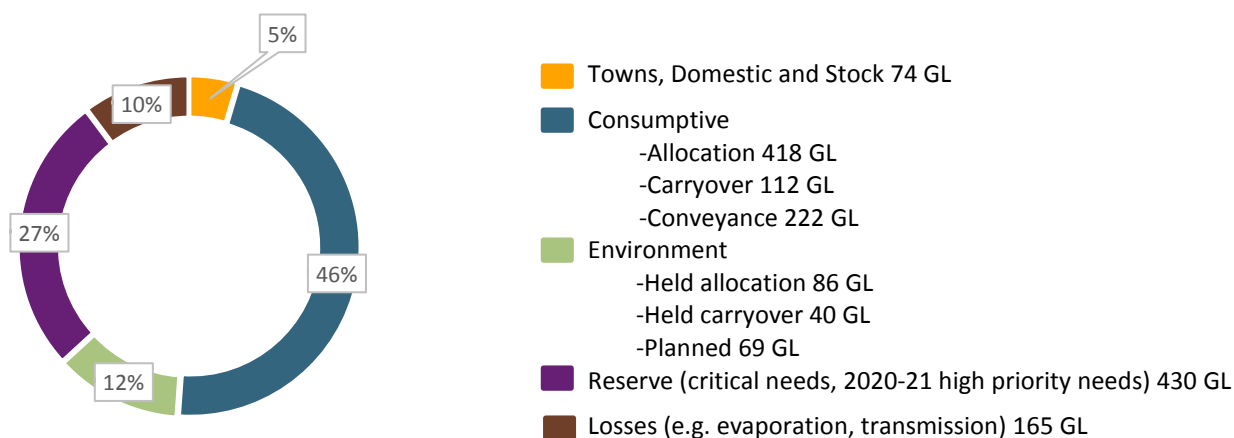 5%
10%
27%
46%
12%
Towns, Domestic and Stock 74 GL
Consumptive
-Allocation 418 GL
-Carryover 112 GL
-Conveyance 222 GL
Environment
-Held allocation 86 GL
-Held carryover 40 GL
-Planned 69 GL
Reserve (critical needs, 2020-21 high priority needs) 430 GL
Losses (e.g. evaporation, transmission) 165 GL